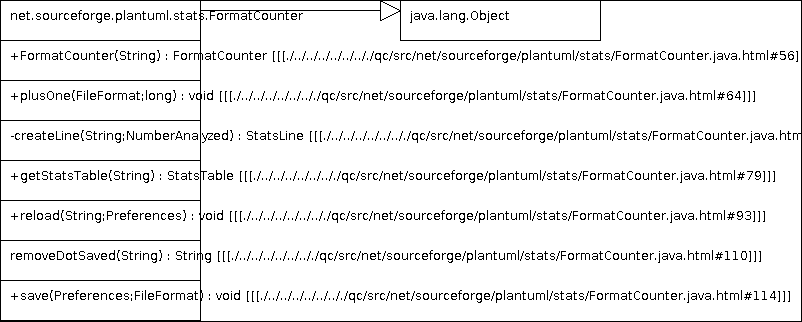 net.sourceforge.plantuml.stats.FormatCounter
java.lang.Object
+FormatCounter(String) : FormatCounter [[[./../../../../../../../qc/src/net/sourceforge/plantuml/stats/FormatCounter.java.html#56]
+plusOne(FileFormat;long) : void [[[./../../../../../../../qc/src/net/sourceforge/plantuml/stats/FormatCounter.java.html#64]]]
-createLine(String;NumberAnalyzed) : StatsLine [[[./../../../../../../../qc/src/net/sourceforge/plantuml/stats/FormatCounter.java.htm
+getStatsTable(String) : StatsTable [[[./../../../../../../../qc/src/net/sourceforge/plantuml/stats/FormatCounter.java.html#79]]]
+reload(String;Preferences) : void [[[./../../../../../../../qc/src/net/sourceforge/plantuml/stats/FormatCounter.java.html#93]]]
removeDotSaved(String) : String [[[./../../../../../../../qc/src/net/sourceforge/plantuml/stats/FormatCounter.java.html#110]]]
+save(Preferences;FileFormat) : void [[[./../../../../../../../qc/src/net/sourceforge/plantuml/stats/FormatCounter.java.html#114]]]